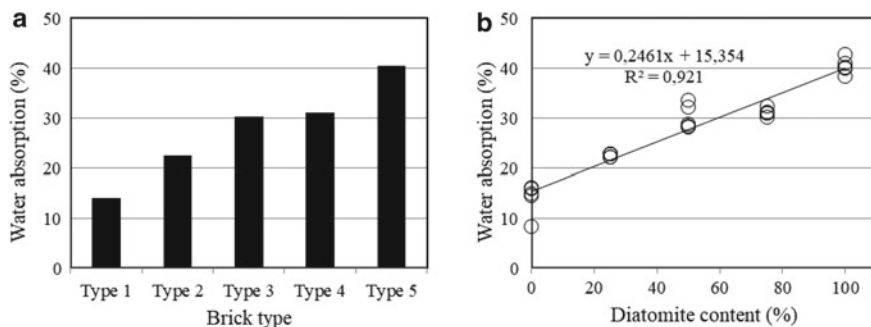 a
50
40
30
20
10
0
Water absorption (%)
Type 1 Type 2 Type 3 Type 4 Type 5
Brick type
b
50
40
30
20
10
0
Water absorption (%)
y = 0,2461x + 15,354
R² = 0,921
0 20 40 60 80 100
Diatomite content (%)